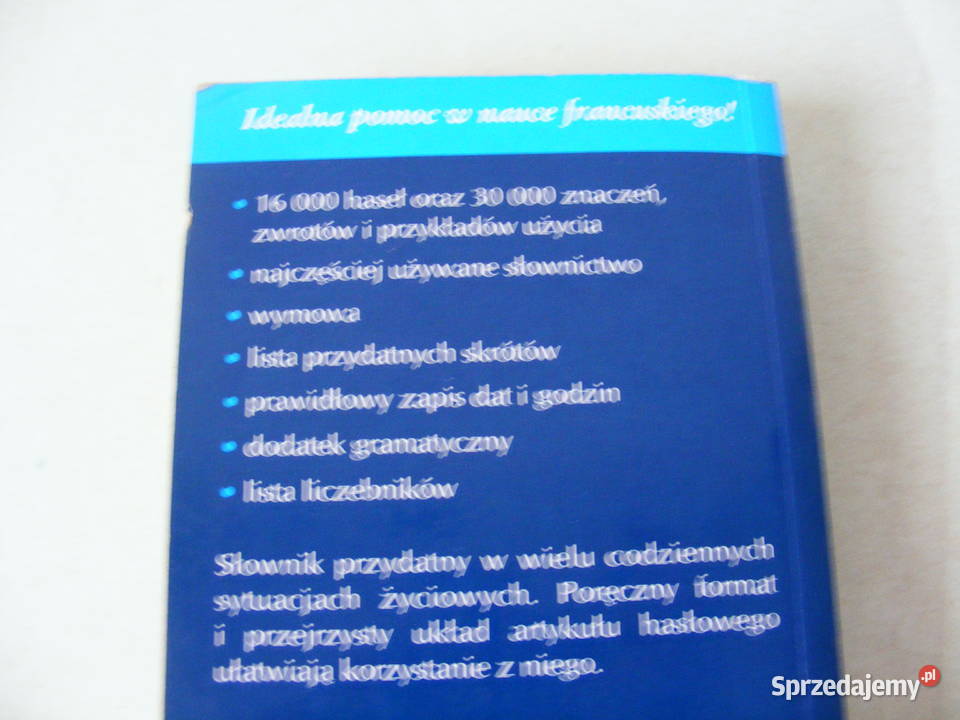 Idealna pomoc w nauce francuskiego!
• 16 000 haseł oraz 30 000 znaczeń,
zwrotów i przykładów użycia
• najczęściej używane słownictwo
• wymowa
• lista przydatnych skrótów
• prawidłowy zapis dat i godzin
• dodatek gramatyczny
• lista liczebników
Słownik przydatny w wielu codziennych
sytuacjach życiowych. Poręczny format
i przejrzysty układ artykułu hasłowego
ułatwiają korzystanie z niego.
Sprzedajemy.pl